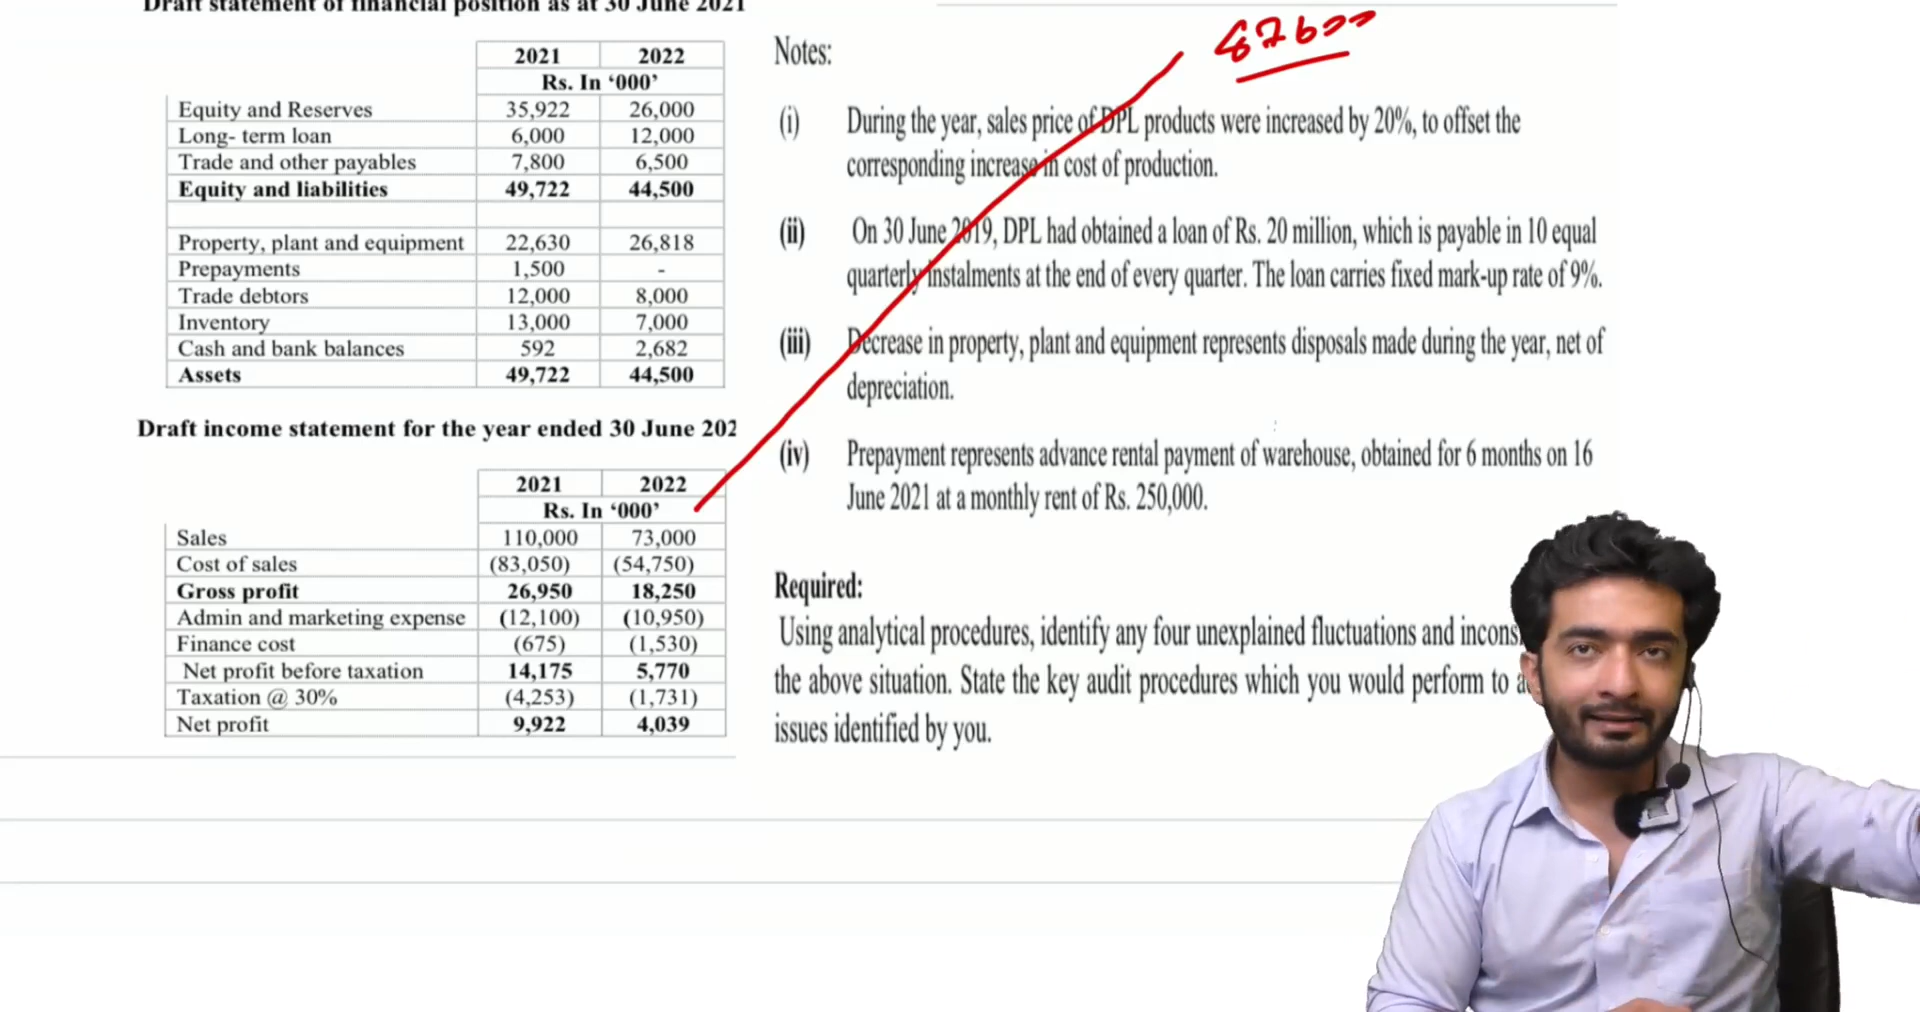 Draft statement of financial position as at 30 June 2021
2021 2022
Rs. In ‘000’
Equity and Reserves 35,922 26,000
Long- term loan 6,000 12,000
Trade and other payables 7,800 6,500
Equity and liabilities 49,722 44,500
Property, plant and equipment 22,630 26,818
Prepayments 1,500 -
Trade debtors 12,000 8,000
Inventory 13,000 7,000
Cash and bank balances 592 2,682
Assets 49,722 44,500
Draft income statement for the year ended 30 June 202
2021 2022
Rs. In ‘000’
Sales 110,000 73,000
Cost of sales (83,050) (54,750)
Gross profit 26,950 18,250
Admin and marketing expense (12,100) (10,950)
Finance cost (675) (1,530)
Net profit before taxation 14,175 5,770
Taxation @ 30% (4,253) (1,731)
Net profit 9,922 4,039
87600
Notes:
(i) During the year, sales price of DPL products were increased by 20%, to offset the
corresponding increase in cost of production.
(ii) On 30 June 2019, DPL had obtained a loan of Rs. 20 million, which is payable in 10 equal
quarterly instalments at the end of every quarter. The loan carries fixed mark-up rate of 9%.
(iii) Decrease in property, plant and equipment represents disposals made during the year, net of
depreciation.
(iv) Prepayment represents advance rental payment of warehouse, obtained for 6 months on 16
June 2021 at a monthly rent of Rs. 250,000.
Required:
Using analytical procedures, identify any four unexplained fluctuations and incons
the above situation. State the key audit procedures which you would perform to a
issues identified by you.